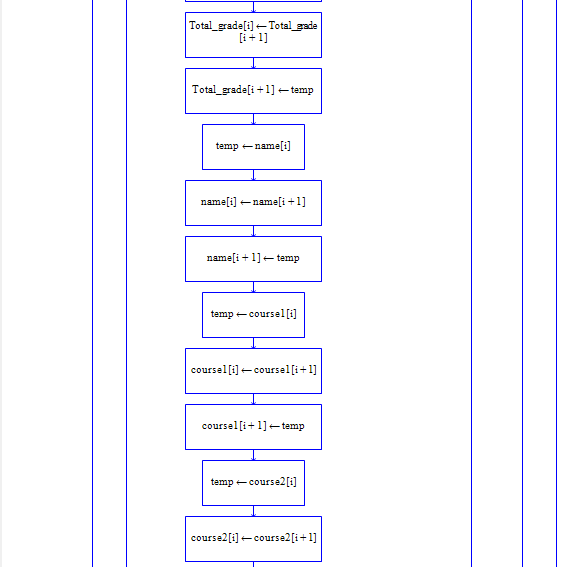 Total_grade[i]←Total_grade
[i+1]
Total_grade[i+1]←temp
temp←name[i]
name[i]←name[i+1]
name[i+1]←temp
temp←course1[i]
course1[i]←course1[i+1]
course1[i+1]←temp
temp←course2[i]
course2[i]←course2[i+1]